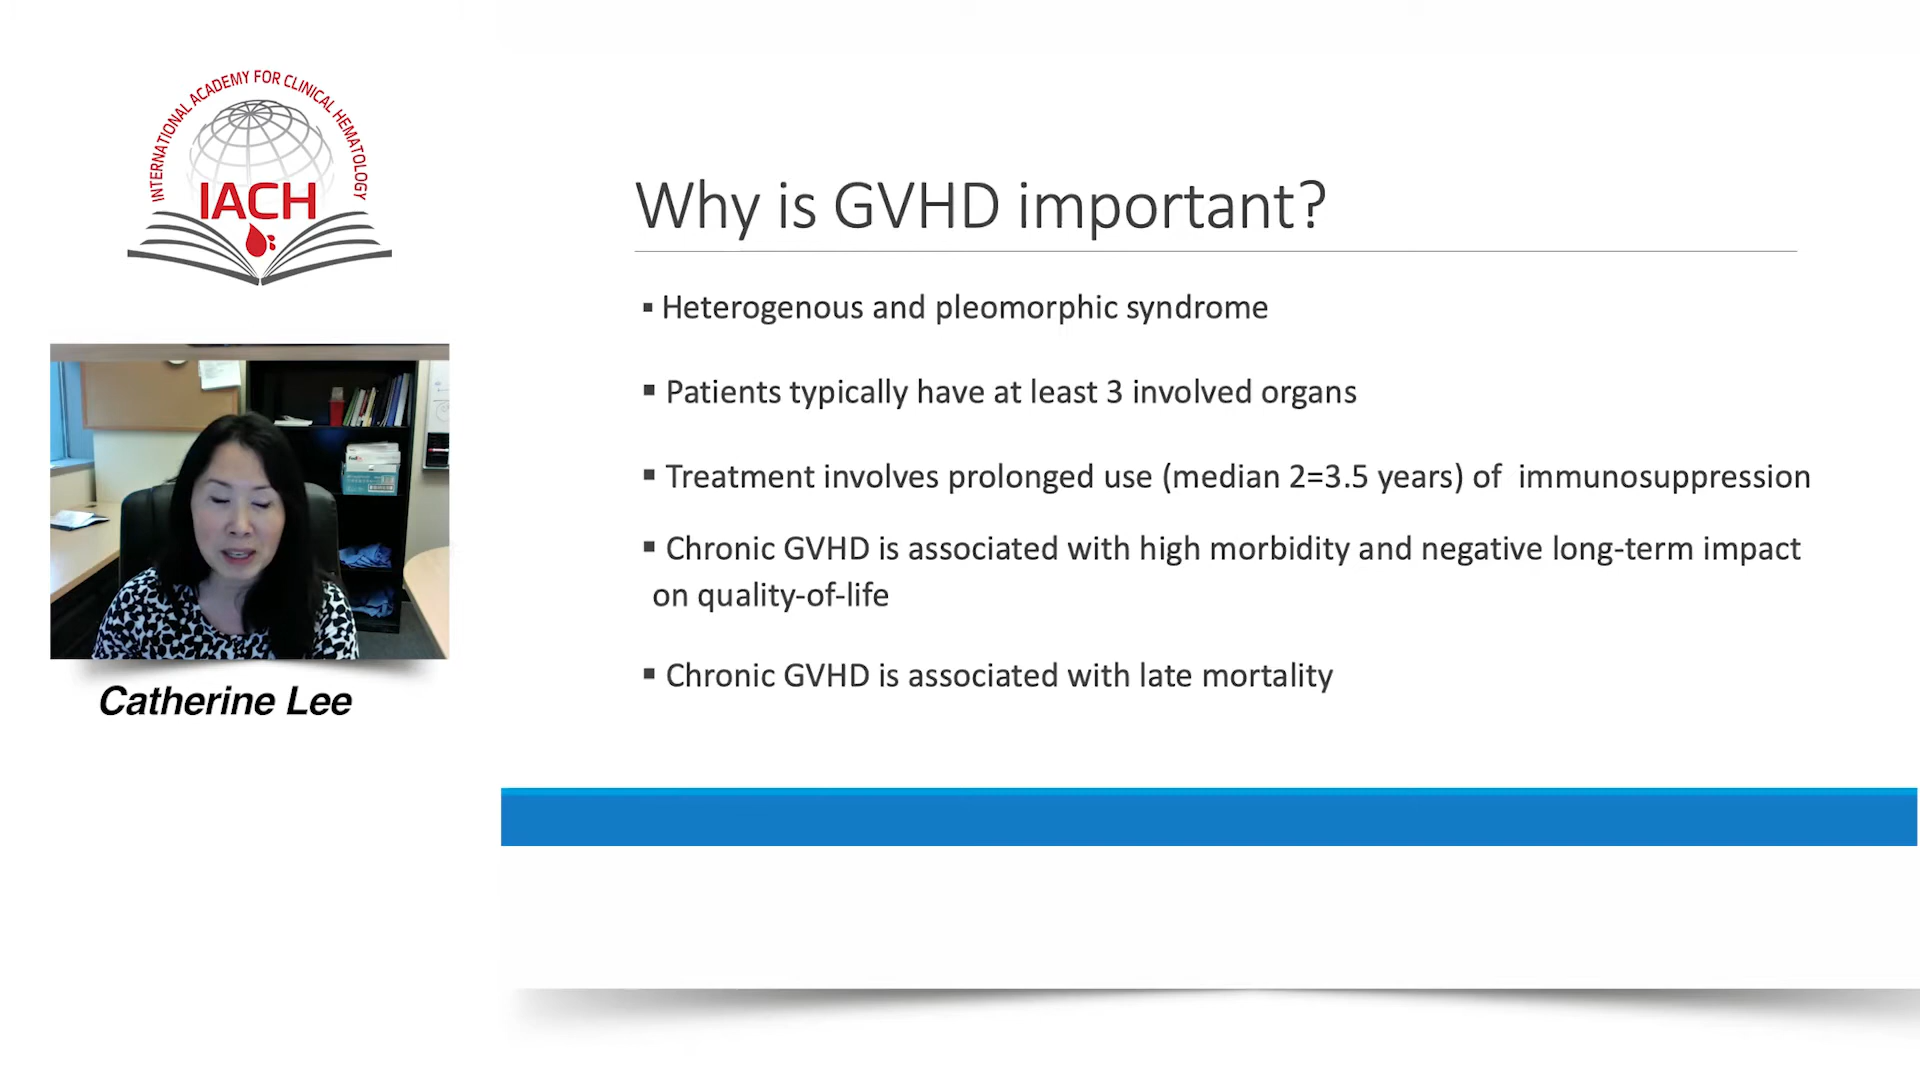 INTERNATIONAL ACADEMY FOR CLINICAL HEMATOLOGY
IACH
Catherine Lee
Why is GVHD important?
▪ Heterogenous and pleomorphic syndrome
▪ Patients typically have at least 3 involved organs
▪ Treatment involves prolonged use (median 2=3.5 years) of  immunosuppression
▪ Chronic GVHD is associated with high morbidity and negative long-term impact
on quality-of-life
▪ Chronic GVHD is associated with late mortality